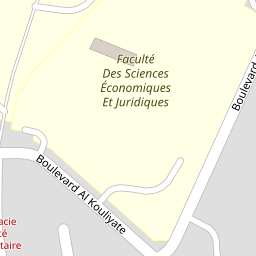 Faculté
Des Sciences
Économiques
Et Juridiques
Boulevard
Boulevard Al Kouliyate